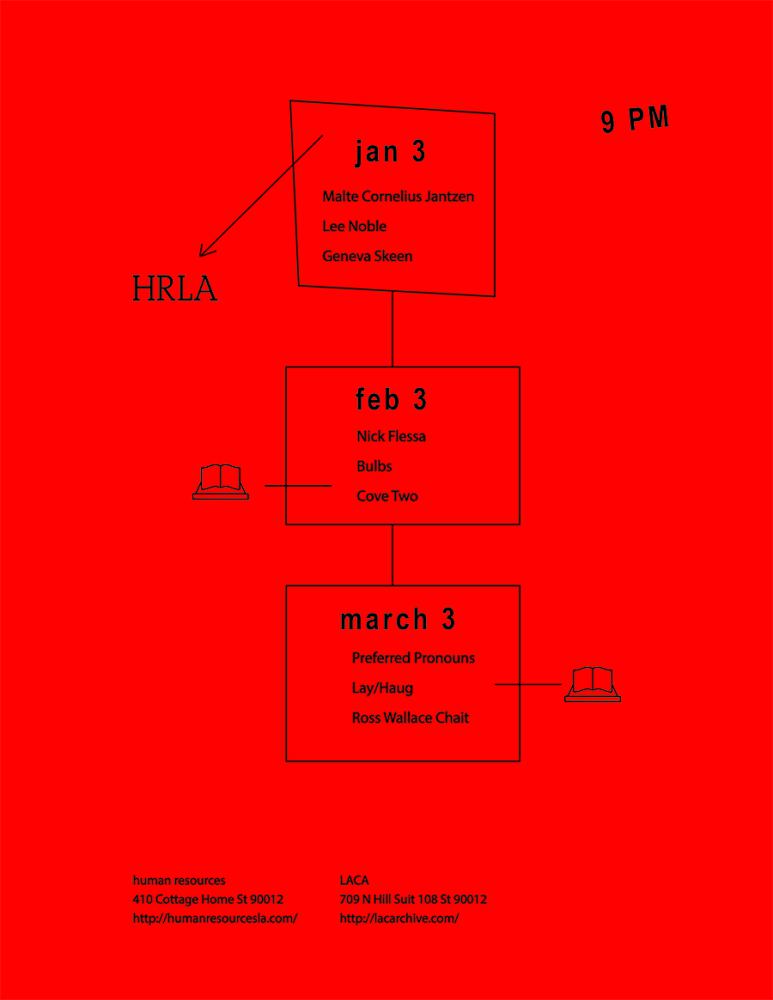 9 PM
jan 3
Malte Cornelius Jantzen
Lee Noble
Geneva Skeen
HRLA
feb 3
Nick Flessa
Bulbs
Cove Two
march 3
Preferred Pronouns
Lay/Haug
Ross Wallace Chait
human resources
410 Cottage Home St 90012
http://humanresourcesla.com/
LACA
709 N Hill Suit 108 St 90012
http://lacarchive.com/